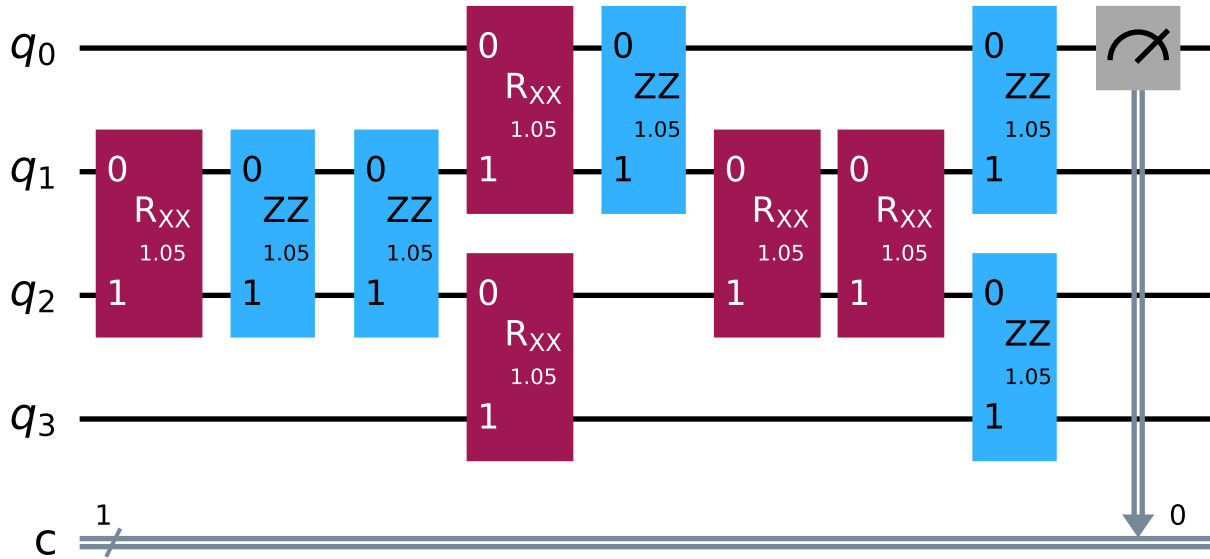 q0 0 0 0
RXX ZZ ZZ
1.05 1.05 1.05
q1 0 0 0 1 1 0 0 1
RXX ZZ ZZ RXX RXX
1.05 1.05 1.05 1.05 1.05
q2 1 1 1 0 1 1 0
RXX ZZ
1.05 1.05
q3 1 1
1 0
c